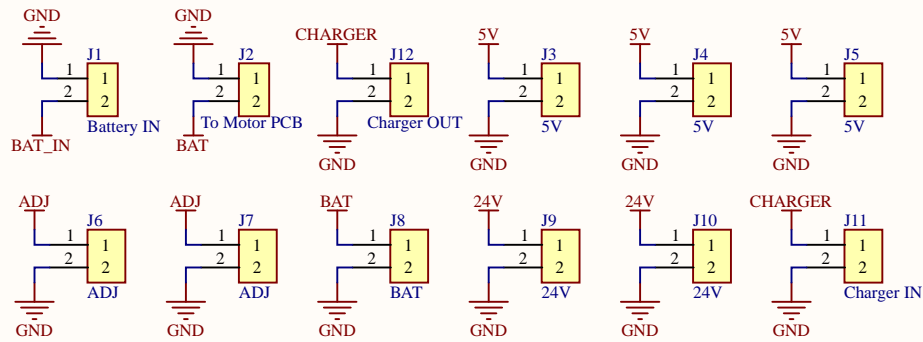 GND GND CHARGER 5V 5V 5V
J1 J2 J12 J3 J4 J5
1 1 1 1 1 1 1 1 1 1 1 1
2 2 2 2 2 2 2 2 2 2 2 2
Battery IN To Motor PCB Charger OUT 5V 5V 5V
BAT_IN BAT GND GND GND GND
ADJ ADJ BAT 24V 24V CHARGER
J6 J7 J8 J9 J10 J11
1 1 1 1 1 1 1 1 1 1 1 1
2 2 2 2 2 2 2 2 2 2 2 2
ADJ ADJ BAT 24V 24V Charger IN
GND GND GND GND GND GND